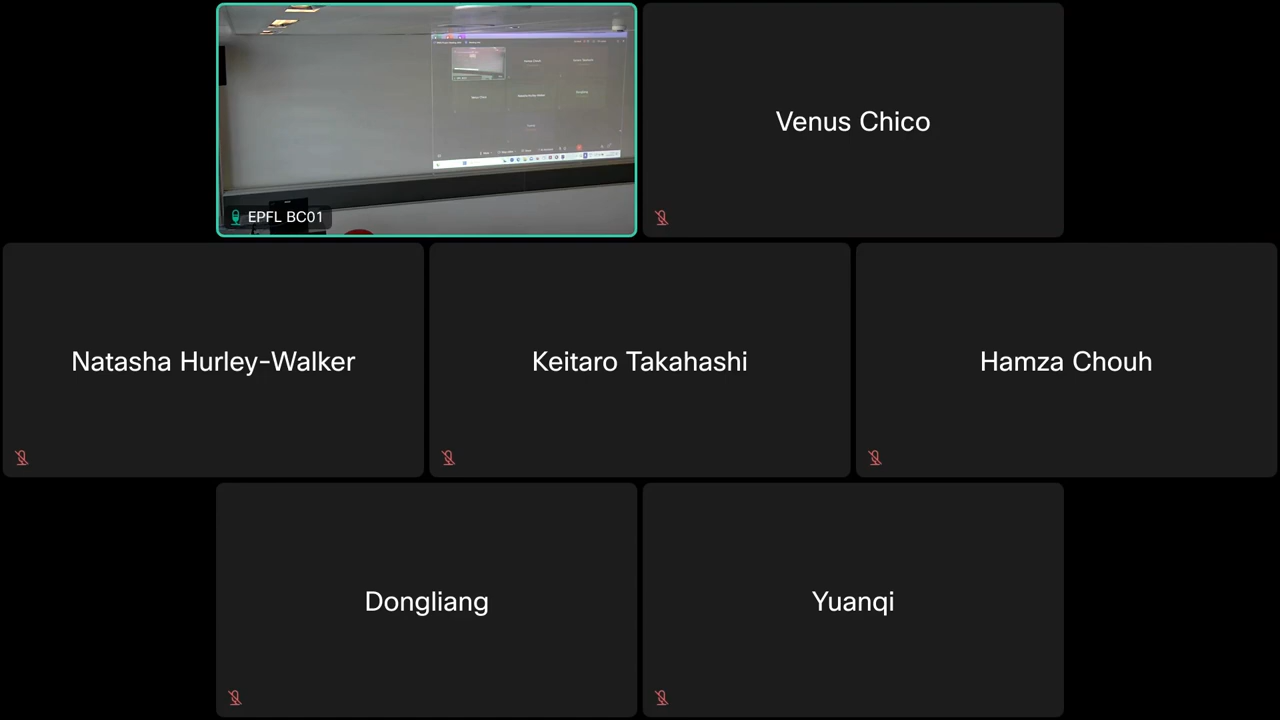 EPFL BC01
Venus Chico
Natasha Hurley-Walker
Keitaro Takahashi
Hamza Chouh
Dongliang
Yuanqi